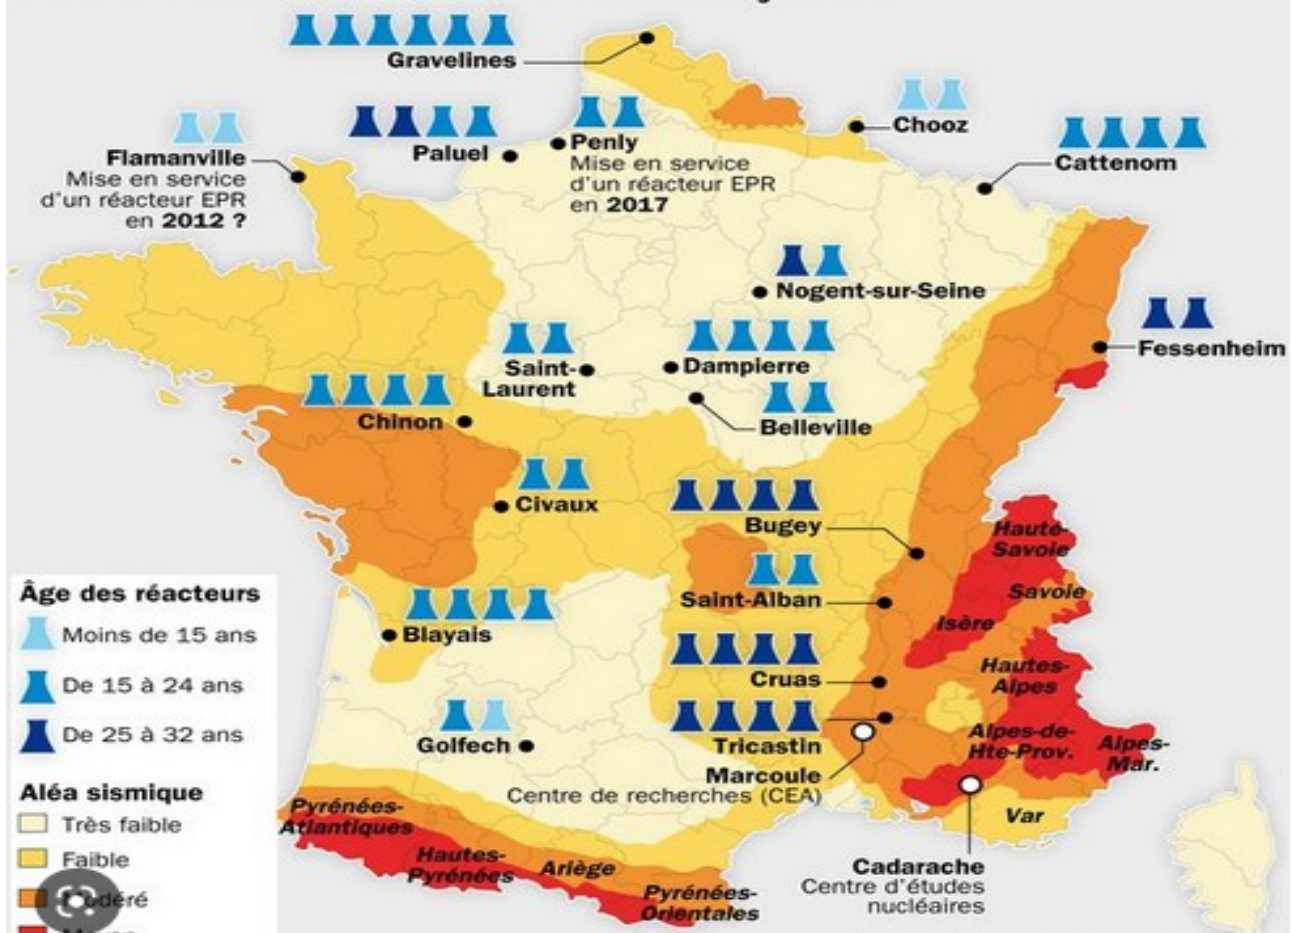 Gravelines
Chooz
Cattenom
Paluel
Penly
Mise en service
d'un réacteur EPR
en 2017
Flamanville
Mise en service
d'un réacteur EPR
en 2012 ?
Nogent-sur-Seine
Fessenheim
Saint-
Laurent
Dampierre
Belleville
Chinon
Civaux
Bugey
Haute-
Savoie
Savoie
Isère
Saint-Alban
Blayais
Cruas
Hautes-
Alpes
Golfech
Tricastin
Alpes-de-
Hte-Prov.
Alpes-
Mar.
Marcoule
Centre de recherches (CEA)
Var
Pyrénées-
Atlantiques
Hautes-
Pyrénées
Ariège
Pyrénées-
Orientales
Cadarache
Centre d'études
nucléaires
Âge des réacteurs
Moins de 15 ans
De 15 à 24 ans
De 25 à 32 ans
Aléa sismique
Très faible
Faible